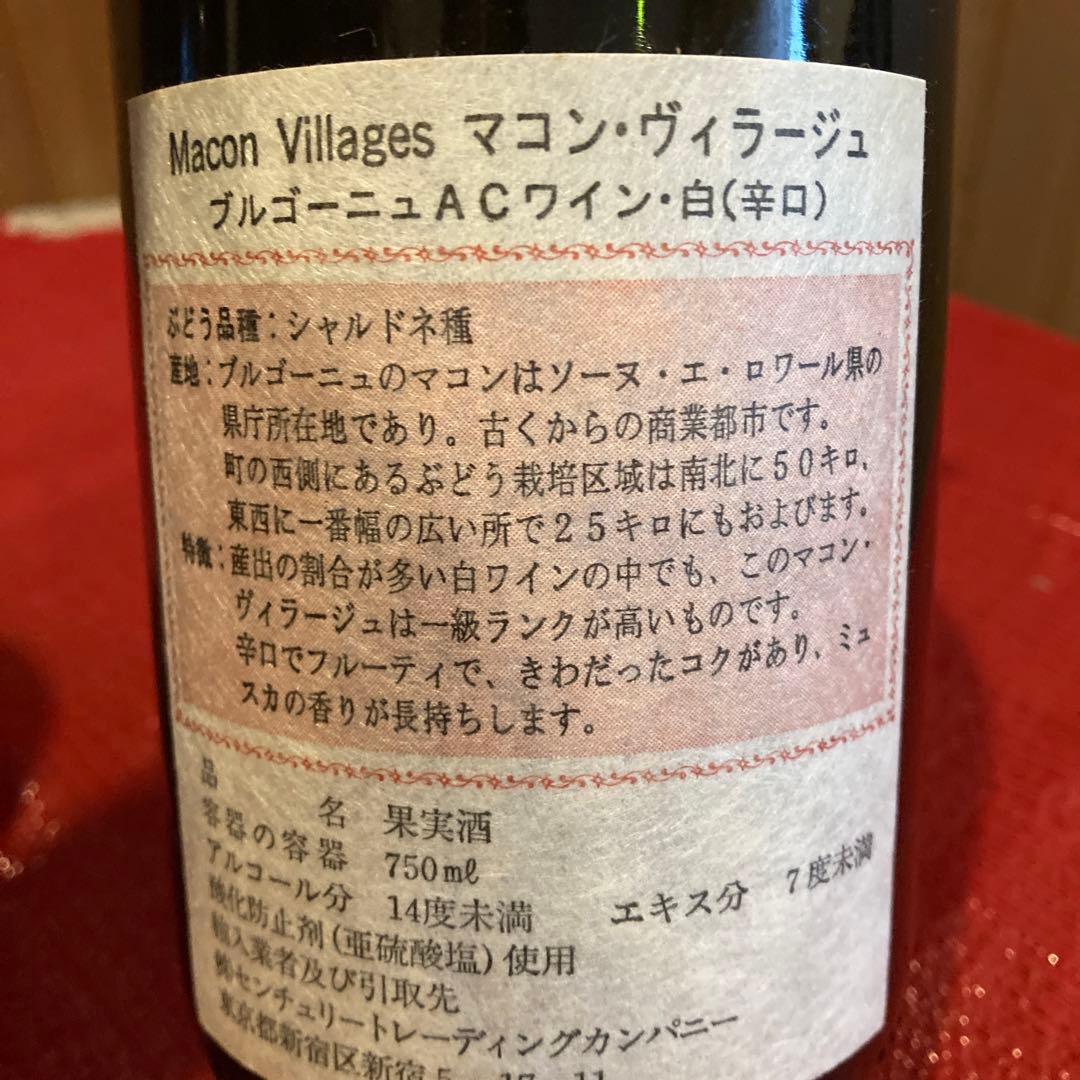 Macon Villages マコン・ヴィラージュ
ブルゴーニュACワイン・白(辛口)
ぶどう品種：シャルドネ種
産地：ブルゴーニュのマコンはソーヌ・エ・ロワール県の
県庁所在地であり。古くからの商業都市です。
町の西側にあるぶどう栽培区域は南北に50キロ、
東西に一番幅の広い所で25キロにもおよびます。
特徴：産出の割合が多い白ワインの中でも、このマコン・
ヴィラージュは一級ランクが高いものです。
辛口でフルーティで、きわだったコクがあり、ミュ
スカの香りが長持ちします。
品名 果実酒
容器の容器 750mℓ
アルコール分 14度未満 エキス分 7度未満
酸化防止剤(亜硫酸塩)使用
輸入業者及び引取先
㈱センチュリートレーディングカンパニー
東京都新宿区新宿5-17-11